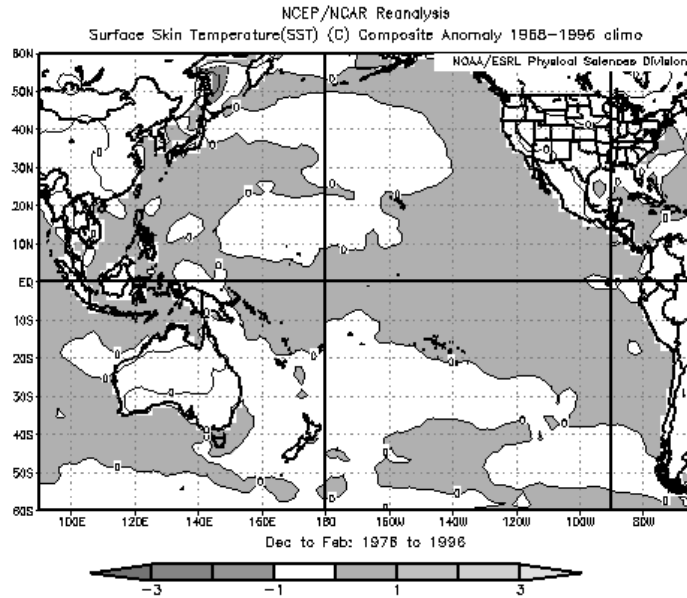 NCEP/NCAR Reanalysis
Surface Skin Temperature(SST) (C) Composite Anomaly 1968-1996 climo
NOAA/ESRL Physical Sciences Division
60N
50N
40N
30N
20N
10N
EQ
10S
20S
30S
40S
50S
60S
100E 120E 140E 160E 180 160W 140W 120W 100W 80W
Dec to Feb: 1976 to 1996
-3 -1 1 3